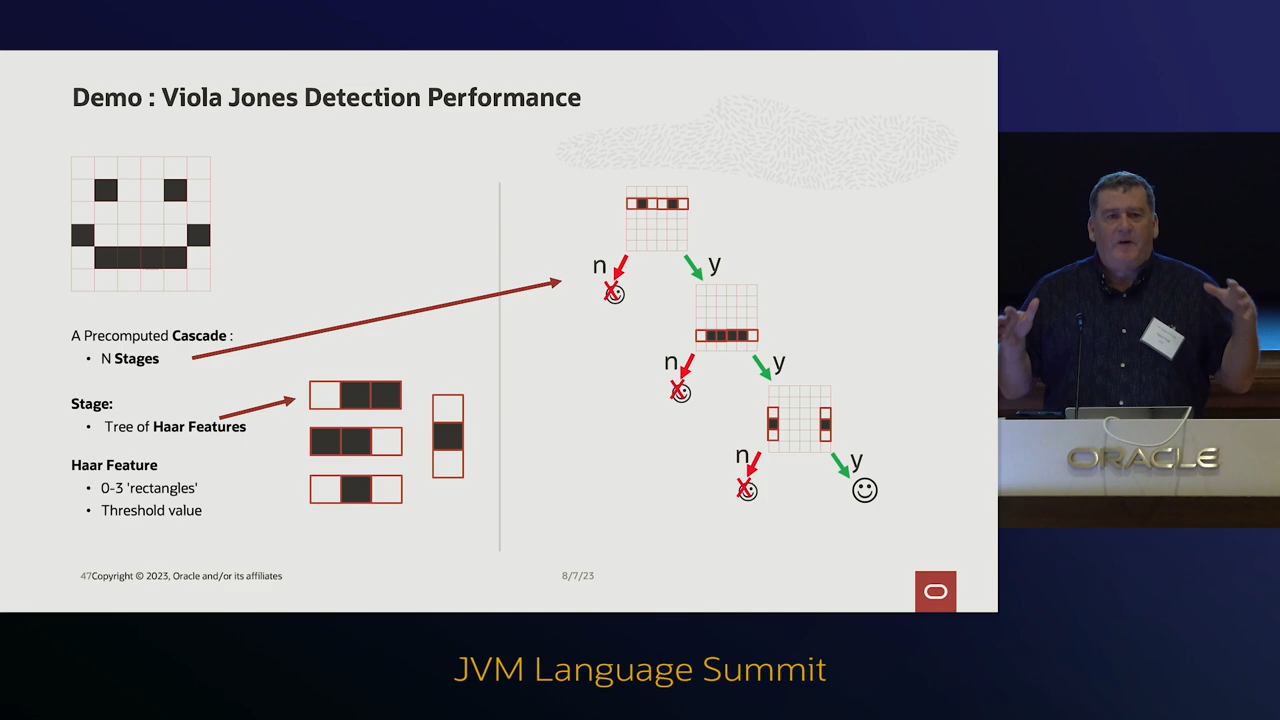 Demo : Viola Jones Detection Performance
A Precomputed Cascade :
• N Stages
Stage:
• Tree of Haar Features
Haar Feature
• 0-3 'rectangles'
• Threshold value
n
y
n
y
n
y
47Copyright © 2023, Oracle and/or its affiliates
8/7/23
ORACLE
JVM Language Summit